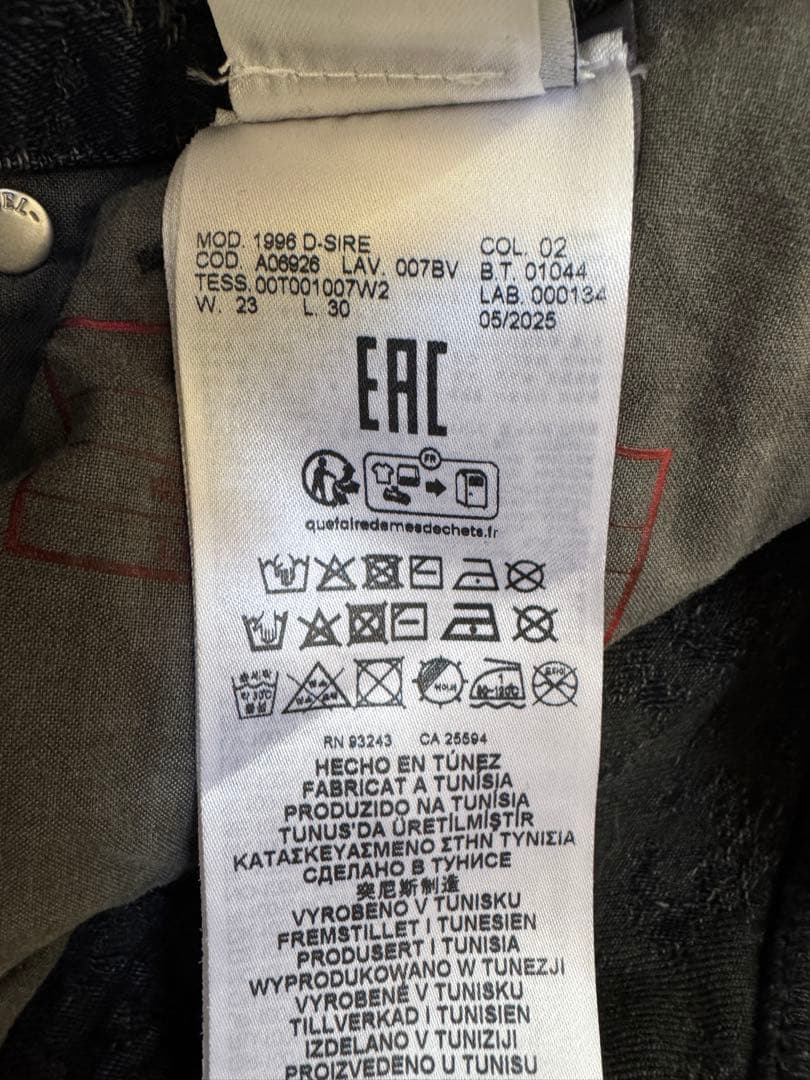 MOD. 1996 D-SIRE COL. 02
COD. A06926 LAV. 007BV B.T. 01044
TESS. 00T001007W2 LAB. 000134
W. 23 L. 30 05/2025
EAC
FR
quefairedemesdechets.fr
RN 93243 CA 25594
HECHO EN TÚNEZ
FABRICAT A TUNISIA
PRODUZIDO NA TUNÍSIA
TUNUS'DA ÜRETİLMİŞTİR
ΚΑΤΑΣΚΕΥΑΣΜΕΝΟ ΣΤΗΝ ΤΥΝΙΣΙΑ
СДЕЛАНО В ТУНИСЕ
突尼斯制造
VYROBENO V TUNISKU
FREMSTILLET I TUNESIEN
PRODUSERT I TUNISIA
WYPRODUKOWANO W TUNEZJI
VYROBENÉ V TUNISKU
TILLVERKAD I TUNISIEN
IZDELANO V TUNIZIJI
PROIZVEDENO U TUNISU